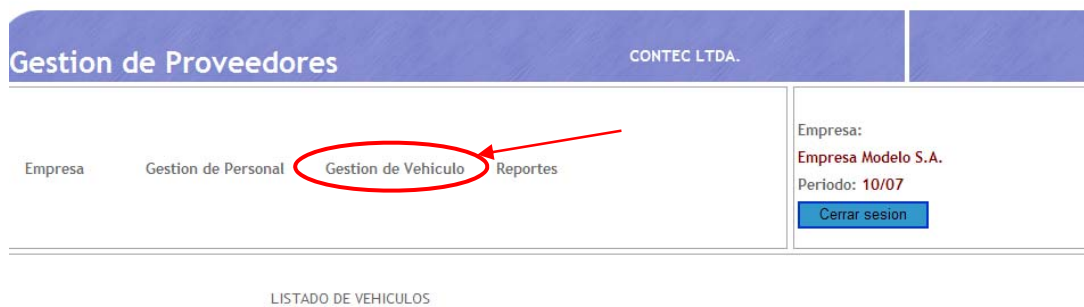 Gestion de Proveedores
CONTEC LTDA.
Empresa Gestion de Personal Gestion de Vehiculo Reportes
Empresa:
Empresa Modelo S.A.
Periodo: 10/07
Cerrar sesion
LISTADO DE VEHICULOS